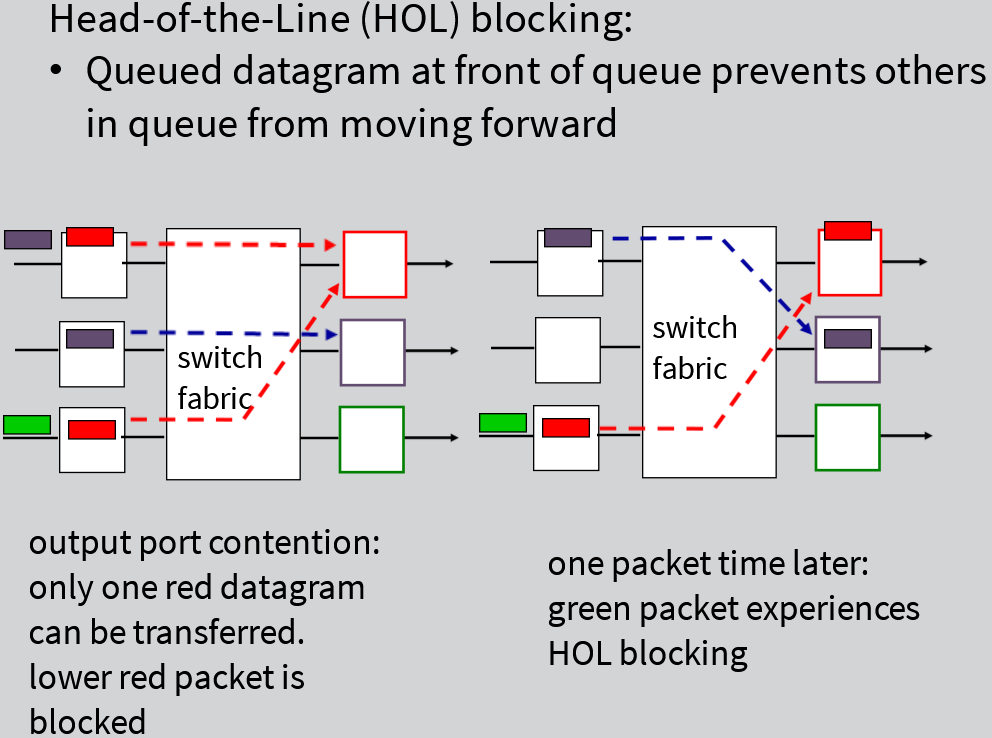 Head-of-the-Line (HOL) blocking:
• Queued datagram at front of queue prevents others
in queue from moving forward
switch
fabric
switch
fabric
output port contention:
only one red datagram
can be transferred.
lower red packet is
blocked
one packet time later:
green packet experiences
HOL blocking